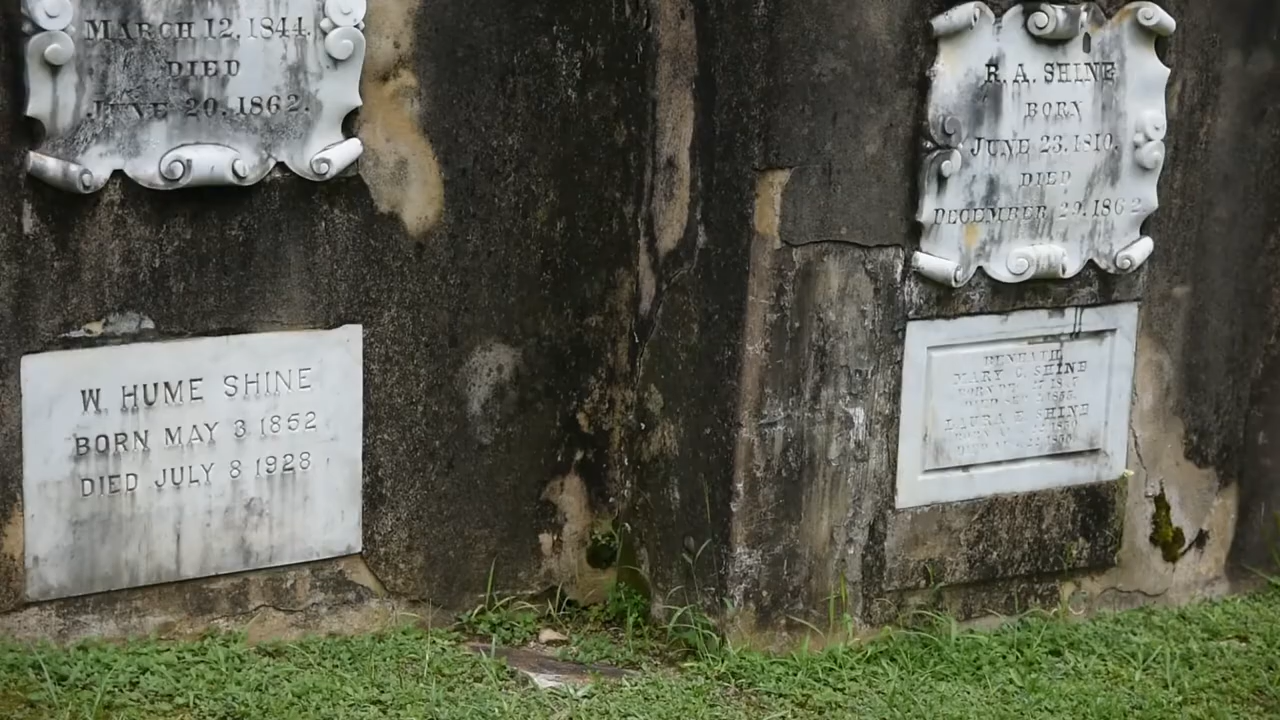 MARCH 12, 1844.
DIED
JUNE 20, 1862.
W. HUME SHINE
BORN MAY 3 1852
DIED JULY 8 1928
R. A. SHINE
BORN
JUNE 23, 1810.
DIED
DECEMBER 29, 1862
BENEATH
MARY C. SHINE
LAURA E. SHINE